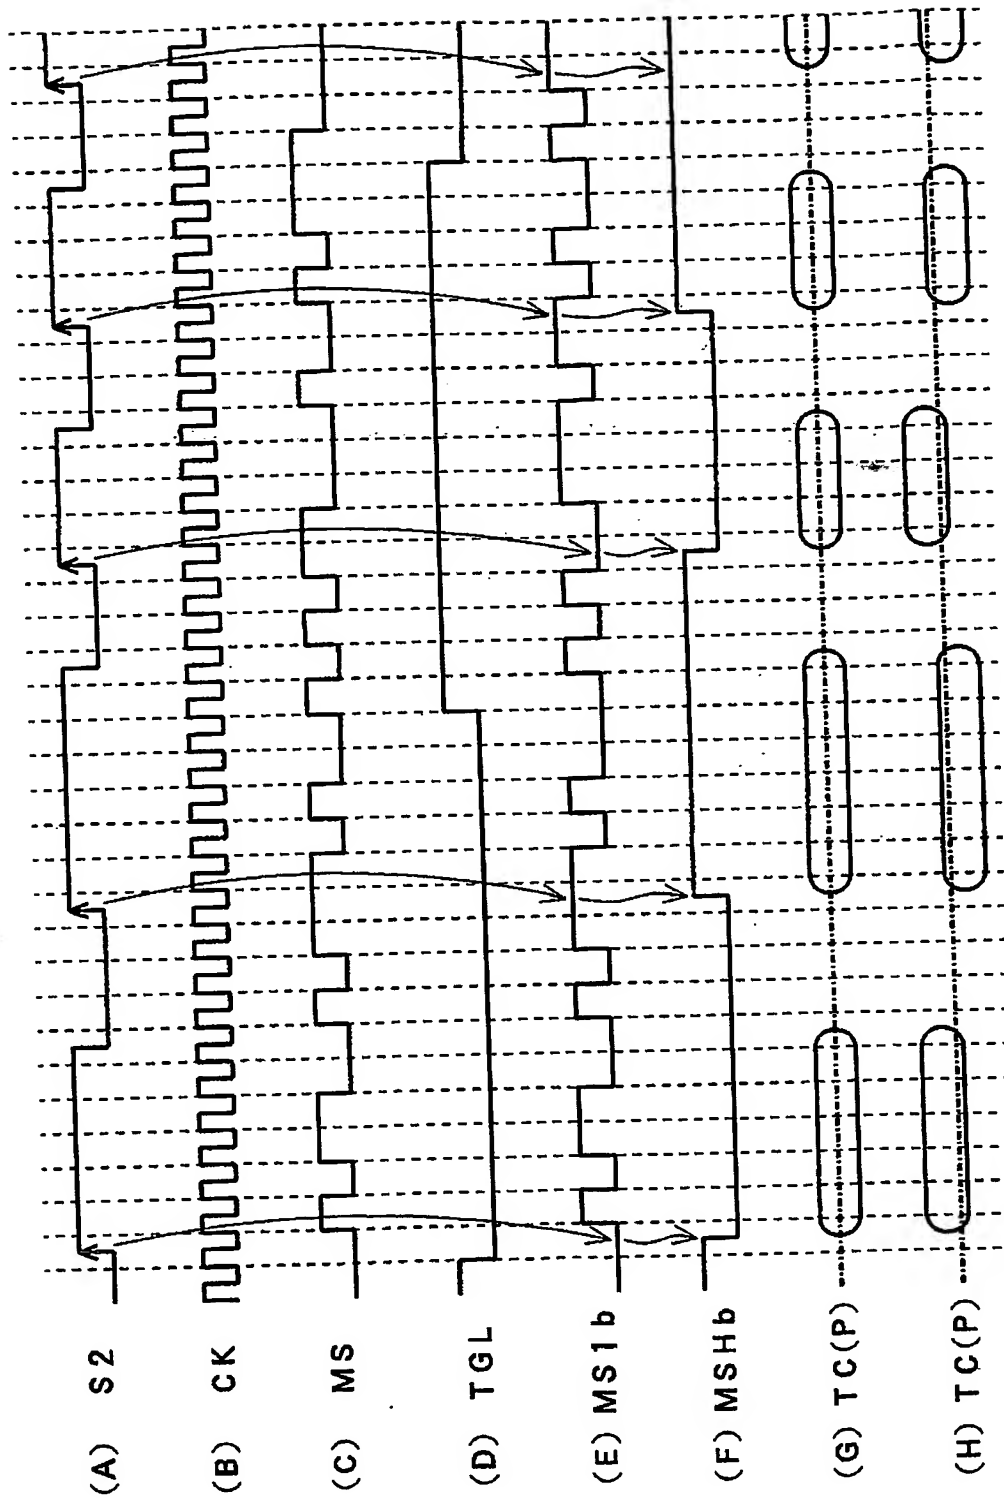 (A) S2
(B) CK
(C) MS
(D) TGL
(E) MS1b
(F) MSHb
(G) TC(P)
(H) TC(P)